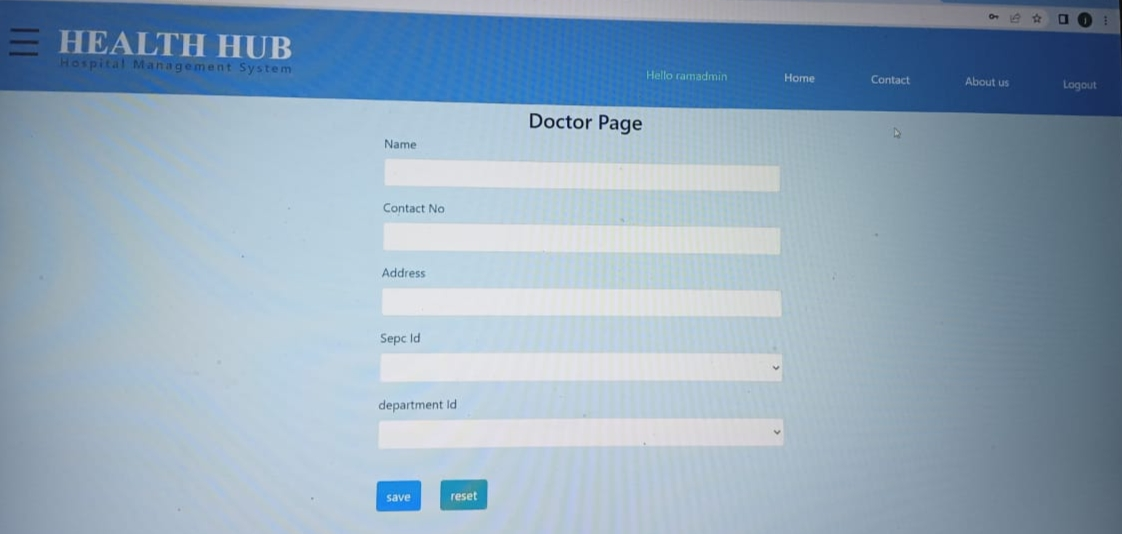 HEALTH HUB
Hospital Management System
Hello ramadmin
Home
Contact
About us
Logout
Doctor Page
Name
Contact No
Address
Sepc Id
department Id
save
reset